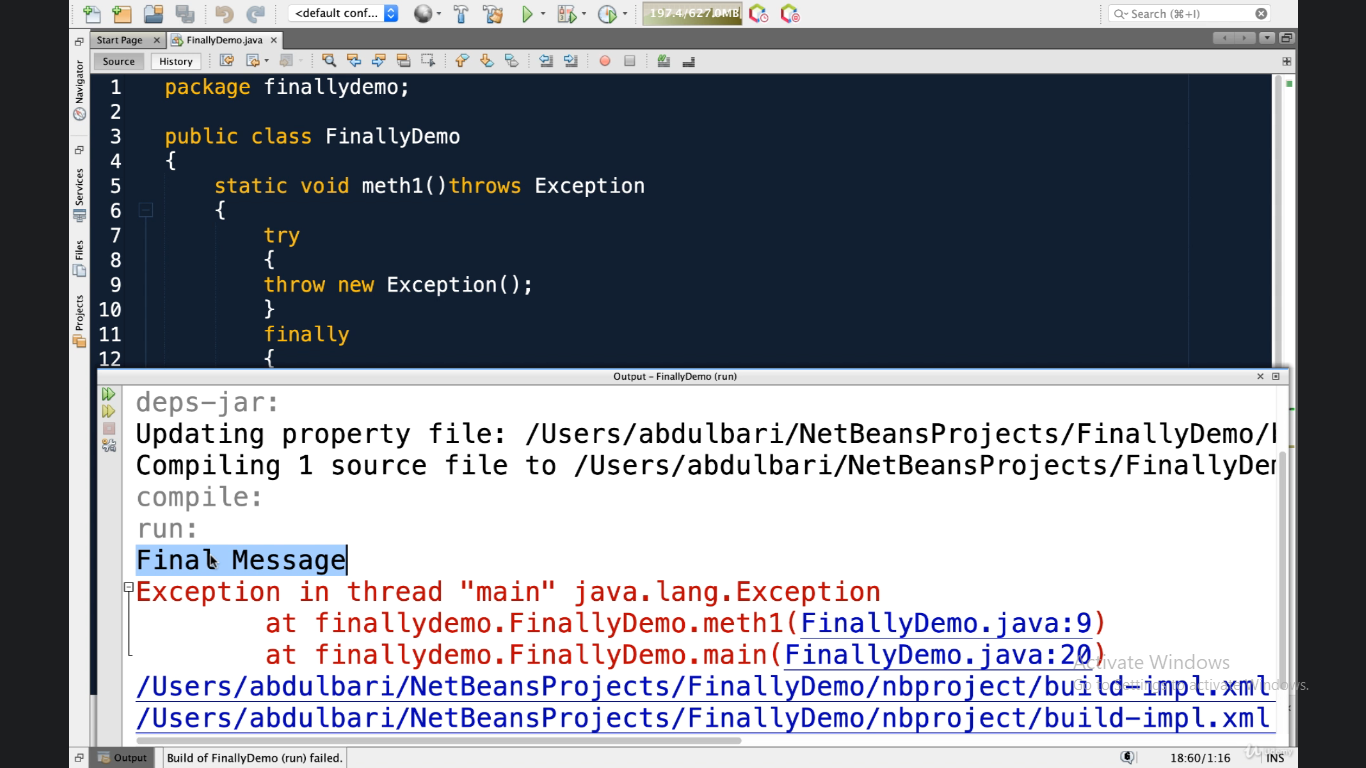 <default conf...
197.4/627.0MB
Search (⌘+I)
Start Page
FinallyDemo.java
Source
History
Navigator
Services
Files
Projects
1 package finallydemo;
2
3 public class FinallyDemo
4 {
5 static void meth1()throws Exception
6 {
7 try
8 {
9 throw new Exception();
10 }
11 finally
12 {
Output – FinallyDemo (run)
deps-jar:
Updating property file: /Users/abdulbari/NetBeansProjects/FinallyDemo/
Compiling 1 source file to /Users/abdulbari/NetBeansProjects/FinallyDem
compile:
run:
Final Message
Exception in thread "main" java.lang.Exception
at finallydemo.FinallyDemo.meth1(FinallyDemo.java:9)
at finallydemo.FinallyDemo.main(FinallyDemo.java:20)
/Users/abdulbari/NetBeansProjects/FinallyDemo/nbproject/build-impl.xml
/Users/abdulbari/NetBeansProjects/FinallyDemo/nbproject/build-impl.xml
Activate Windows
Go to Settings to activate Windows.
Output
Build of FinallyDemo (run) failed.
6
18:60/1:16
INS